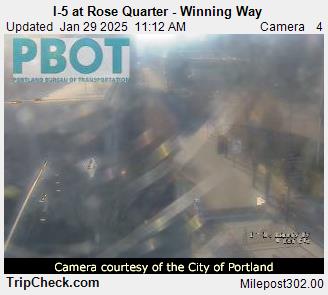 I-5 at Rose Quarter - Winning Way
Updated Jan 29 2025 11:12 AM Camera 4
PBOT
PORTLAND BUREAU OF TRANSPORTATION
Camera courtesy of the City of Portland
TripCheck.com Milepost302.00